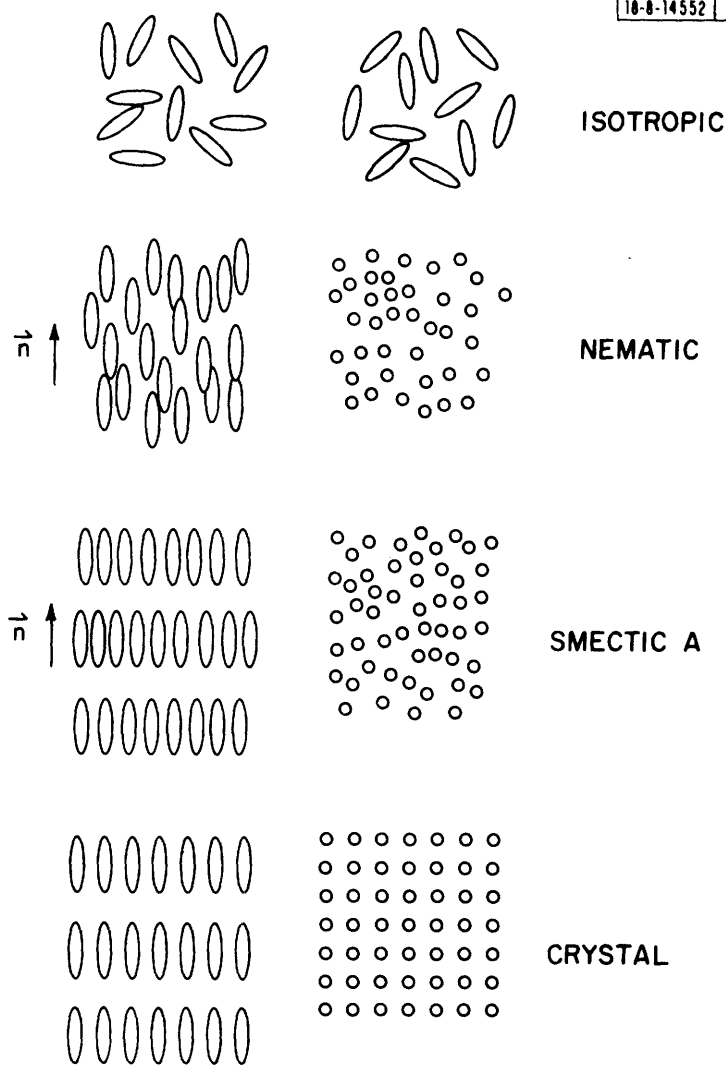 18-8-14552
ISOTROPIC
n
NEMATIC
n
SMECTIC A
CRYSTAL